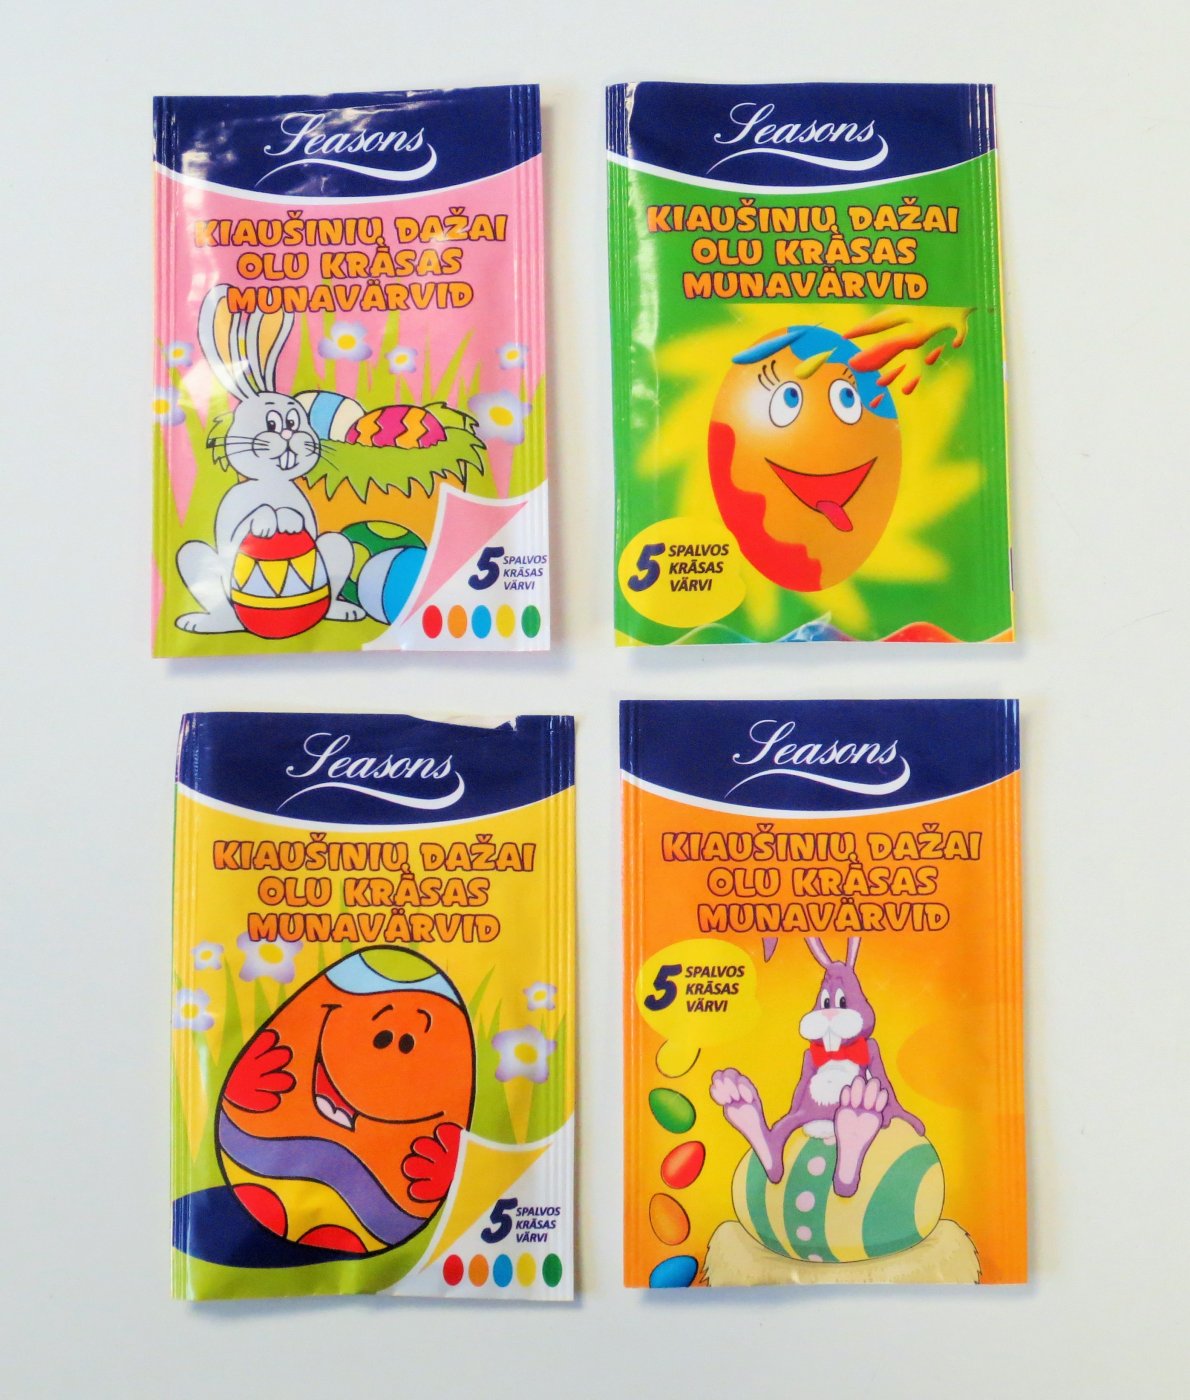 Seasons
KIAUŠINIŲ DAŽAI
OLU KRĀSAS
MUNAVÄRVID
5 SPALVOS
KRĀSAS
VÄRVI
Seasons
KIAUŠINIŲ DAŽAI
OLU KRĀSAS
MUNAVÄRVID
5 SPALVOS
KRĀSAS
VÄRVI
Seasons
KIAUŠINIŲ DAŽAI
OLU KRĀSAS
MUNAVÄRVID
5 SPALVOS
KRĀSAS
VÄRVI
Seasons
KIAUŠINIŲ DAŽAI
OLU KRĀSAS
MUNAVÄRVID
5 SPALVOS
KRĀSAS
VÄRVI